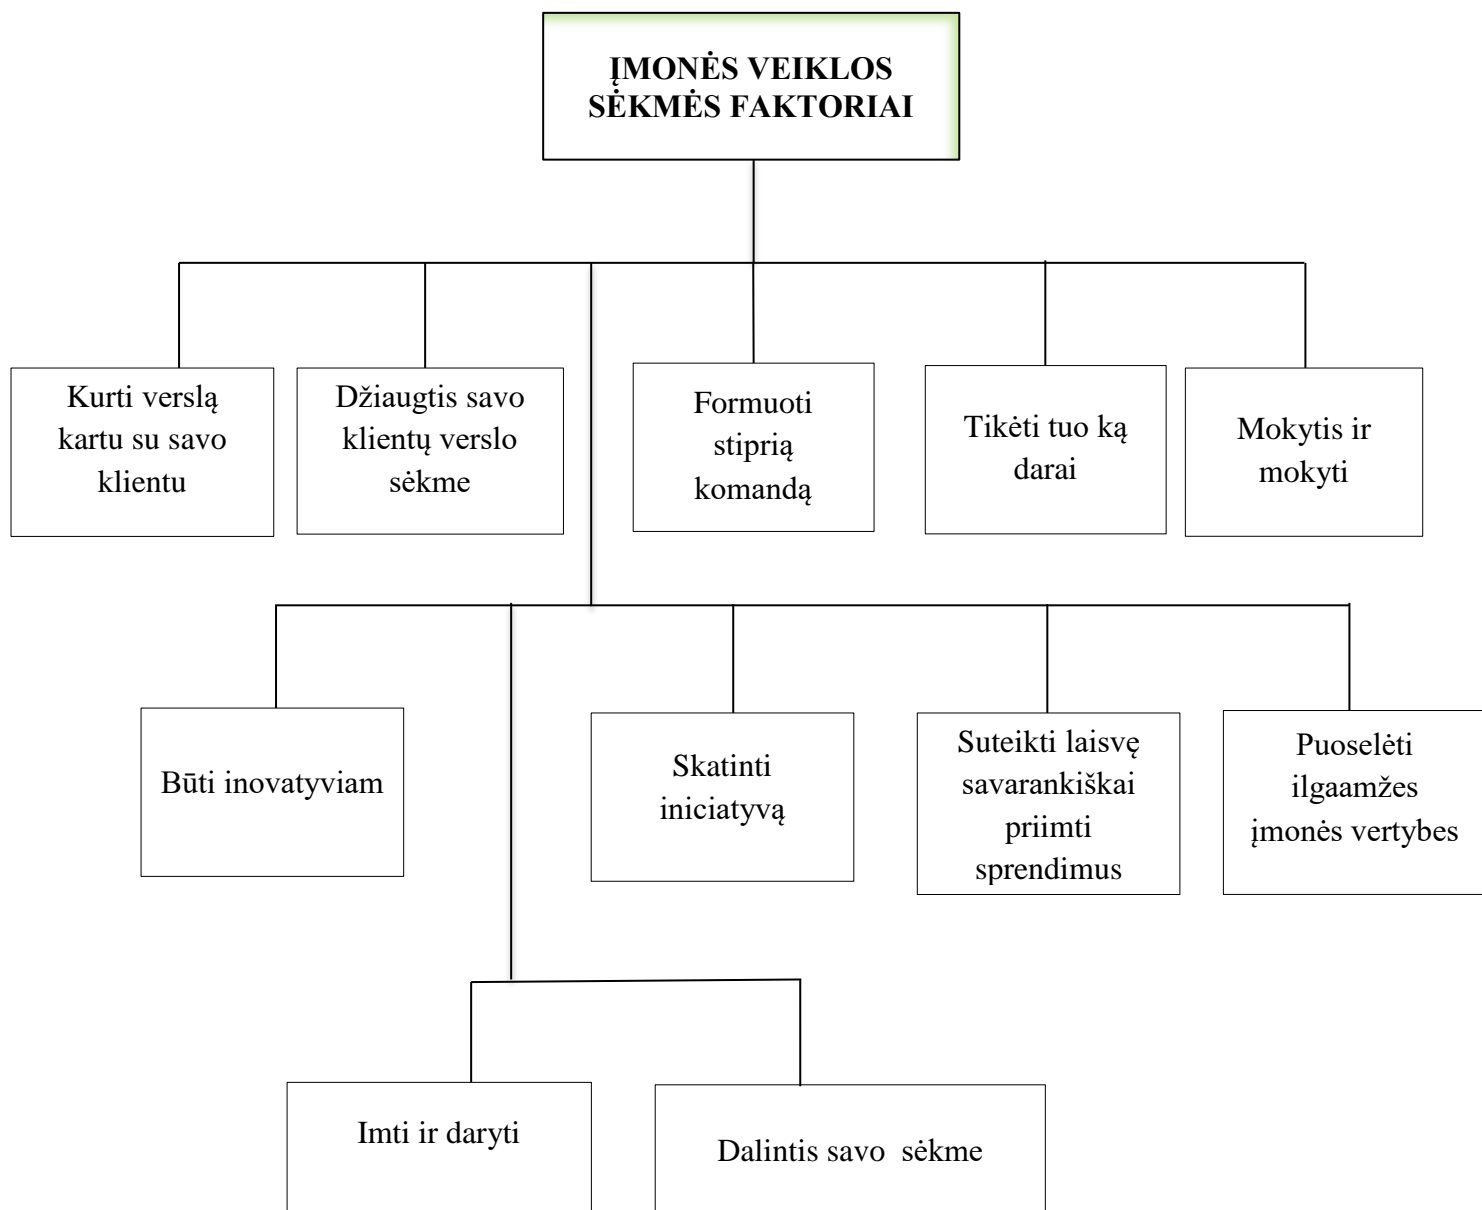 ĮMONĖS VEIKLOS
SĖKMĖS FAKTORIAI
Kurti verslą
kartu su savo
klientu
Džiaugtis savo
klientų verslo
sėkme
Formuoti
stiprią
komandą
Tikėti tuo ką
darai
Mokytis ir
mokyti
Būti inovatyviam
Skatinti
iniciatyvą
Suteikti laisvę
savarankiškai
priimti
sprendimus
Puoselėti
ilgaamžes
įmonės vertybes
Imti ir daryti
Dalintis savo  sėkme